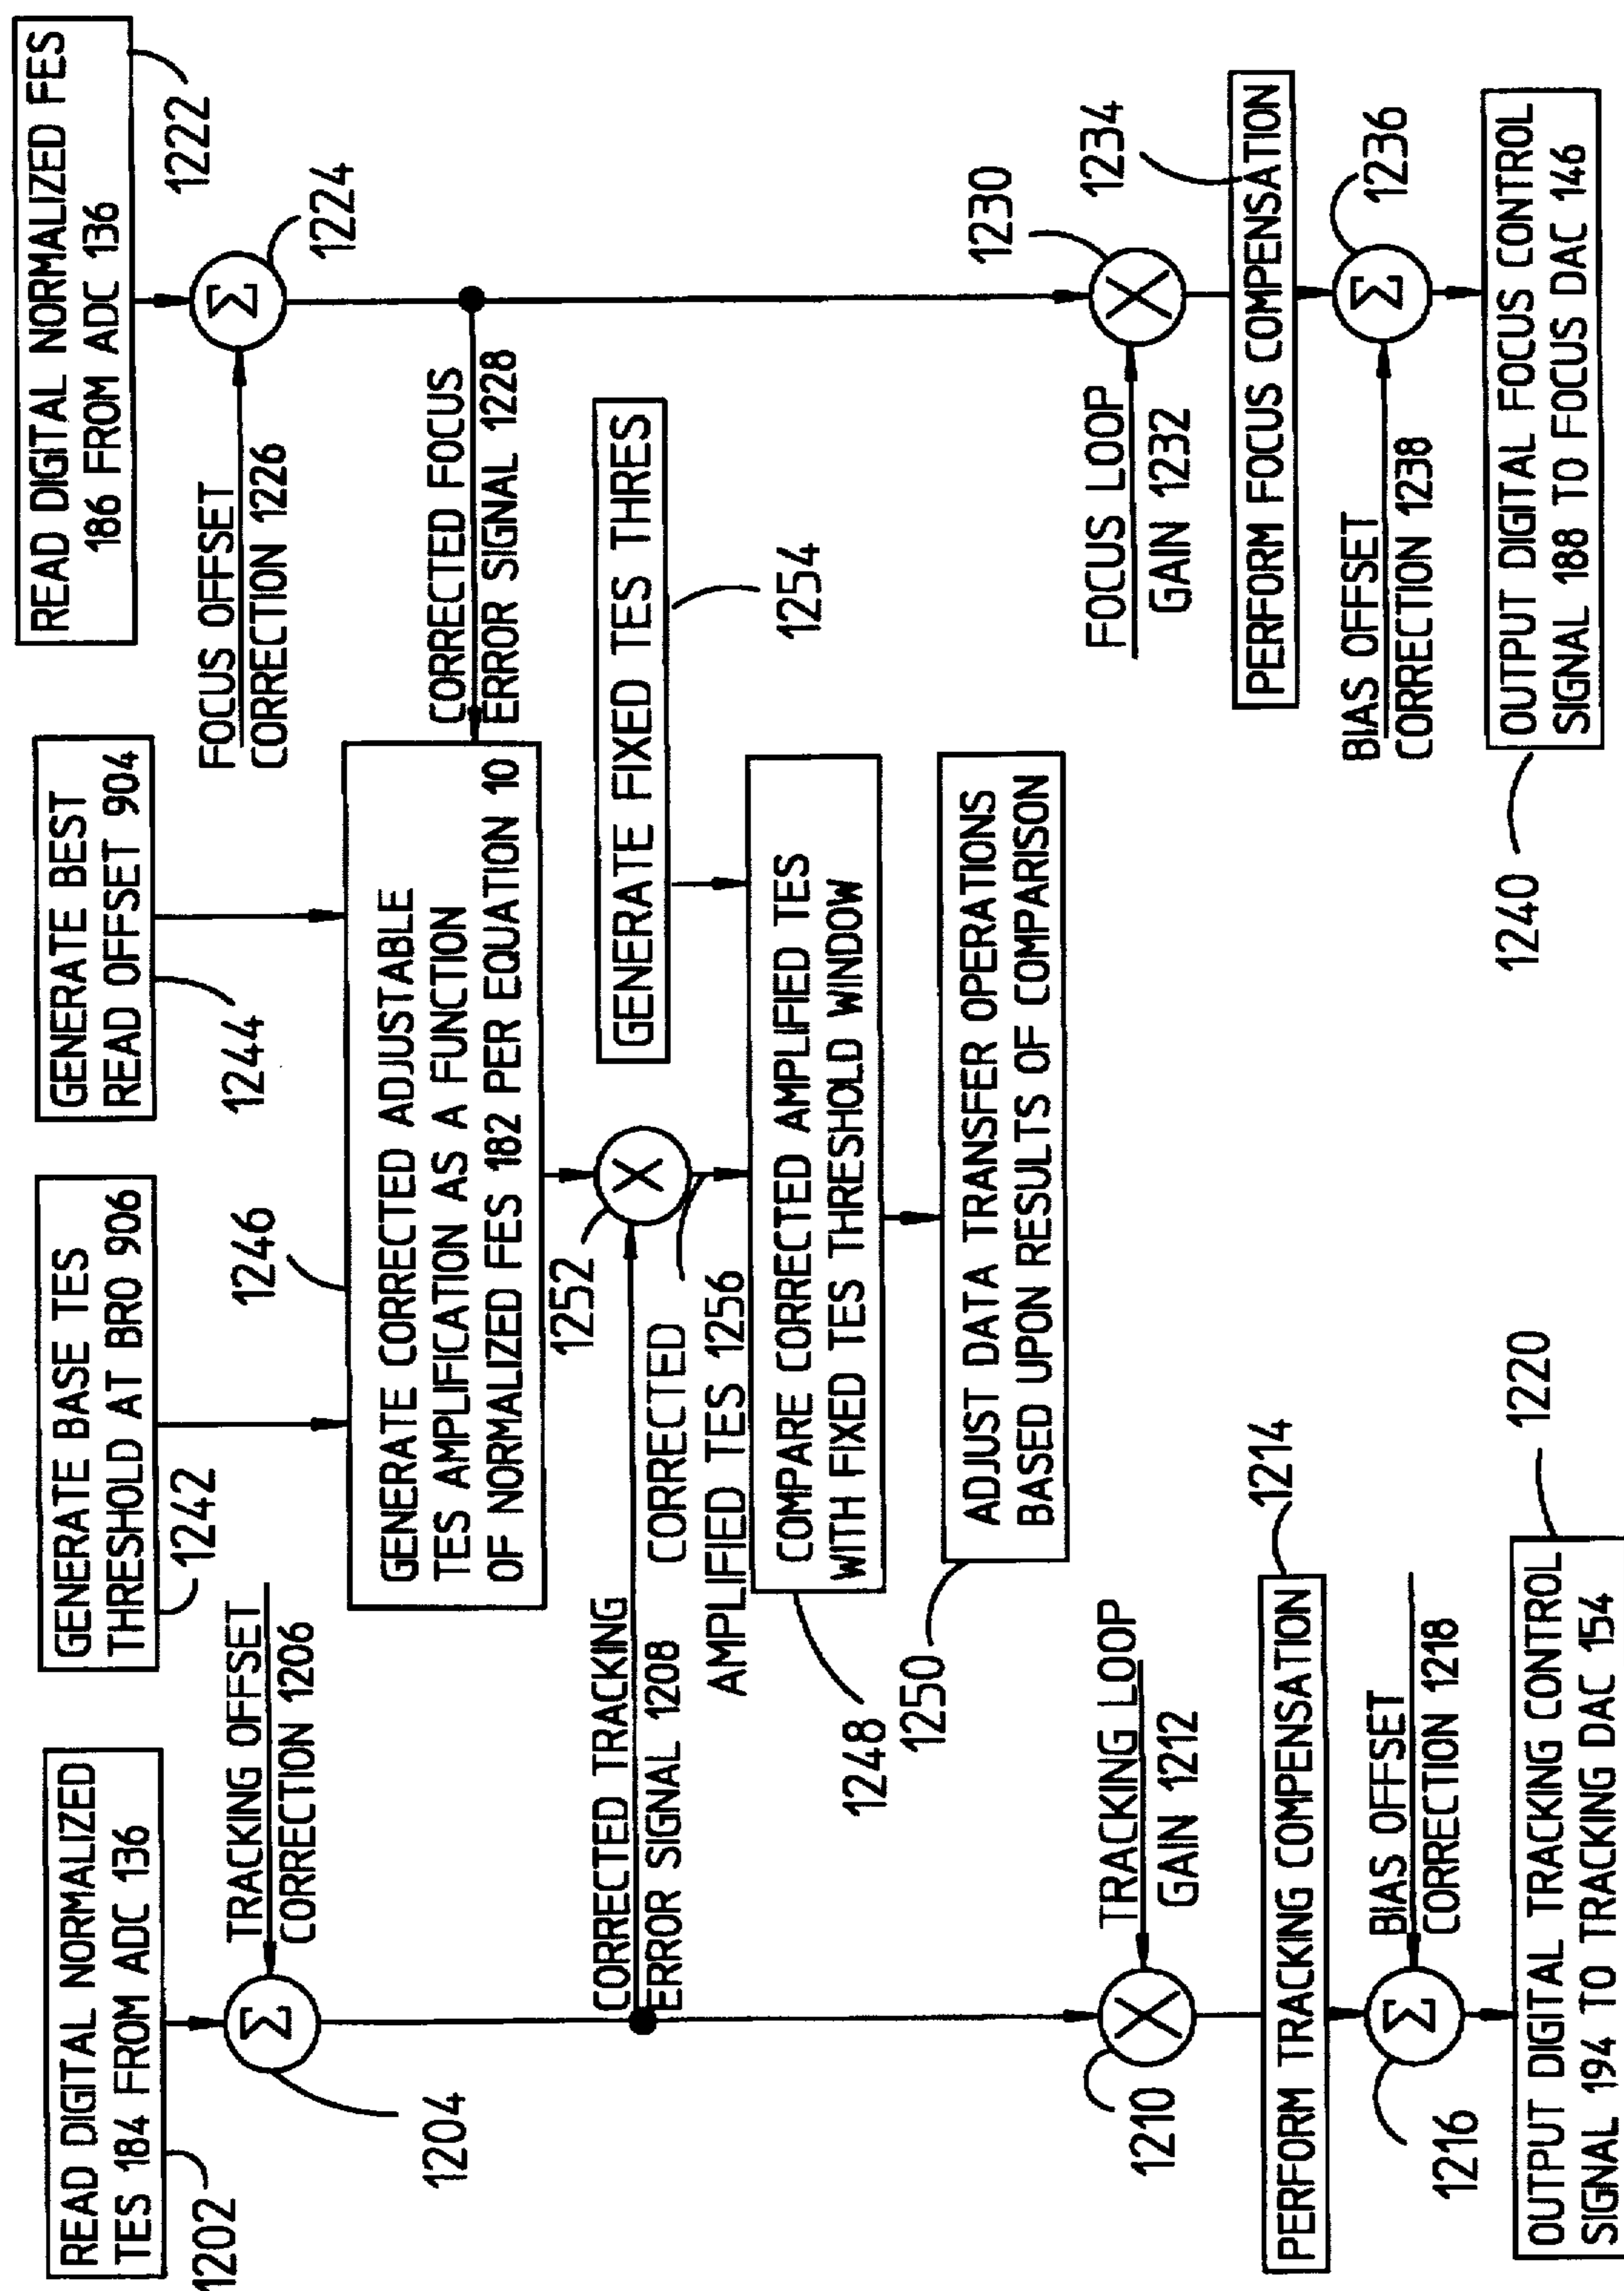 READ DIGITAL NORMALIZED
TES 184 FROM ADC 136
1202
TRACKING OFFSET
CORRECTION 1206
Σ
1204
CORRECTED TRACKING
ERROR SIGNAL 1208
TRACKING LOOP
GAIN 1212
X
1210
PERFORM TRACKING COMPENSATION
1214
BIAS OFFSET
CORRECTION 1218
Σ
1216
OUTPUT DIGITAL TRACKING CONTROL
SIGNAL 194 TO TRACKING DAC 154
1220
GENERATE BASE TES
THRESHOLD AT BRO 906
1242
GENERATE BEST
READ OFFSET 904
1244
1246
GENERATE CORRECTED ADJUSTABLE
TES AMPLIFICATION AS A FUNCTION
OF NORMALIZED FES 182 PER EQUATION 10
1252
X
CORRECTED
AMPLIFIED TES 1256
GENERATE FIXED TES THRES
1254
COMPARE CORRECTED AMPLIFIED TES
WITH FIXED TES THRESHOLD WINDOW
1248
ADJUST DATA TRANSFER OPERATIONS
BASED UPON RESULTS OF COMPARISON
1250
READ DIGITAL NORMALIZED FES
186 FROM ADC 136
1222
FOCUS OFFSET
CORRECTION 1226
Σ
1224
CORRECTED FOCUS
ERROR SIGNAL 1228
FOCUS LOOP
GAIN 1232
X
1230
PERFORM FOCUS COMPENSATION
1234
BIAS OFFSET
CORRECTION 1238
Σ
1236
OUTPUT DIGITAL FOCUS CONTROL
SIGNAL 188 TO FOCUS DAC 146
1240